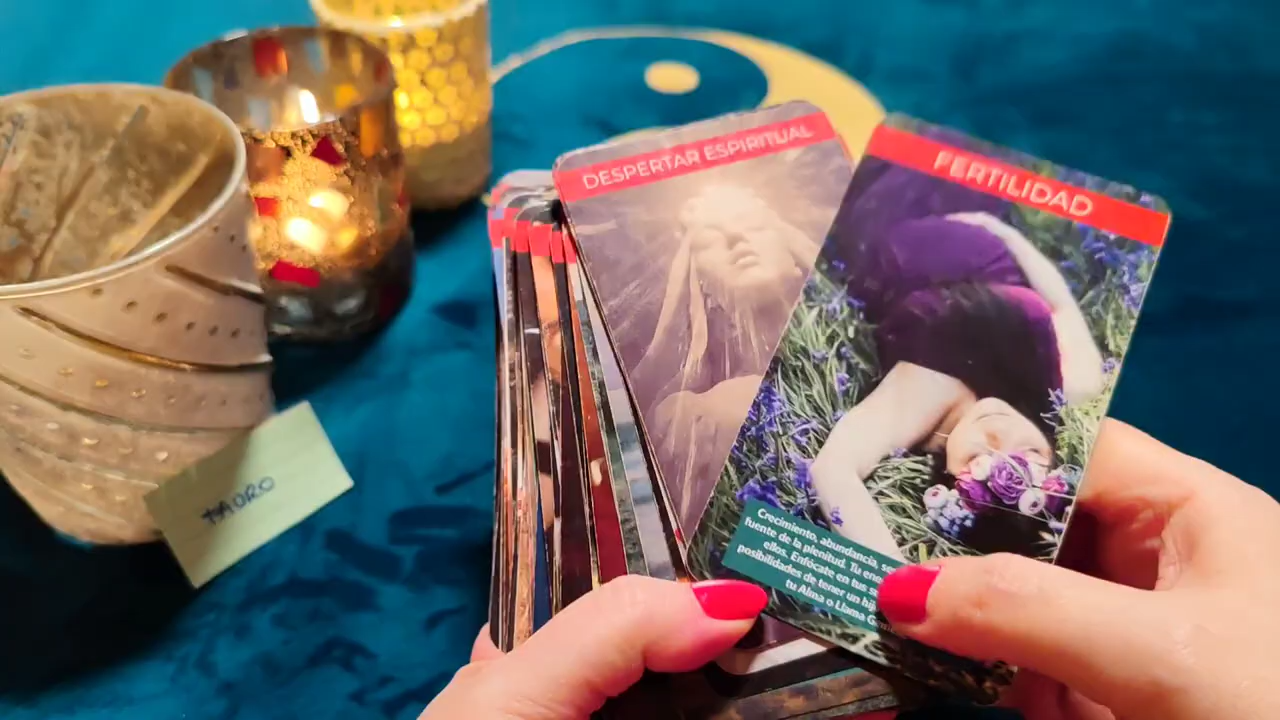 DESPERTAR ESPIRITUAL
FERTILIDAD
Crecimiento, abundancia,
fuente de la plenitud. Tu
ellos. Enfócate en tus
posibilidades de tener un
tu Alma o Llama